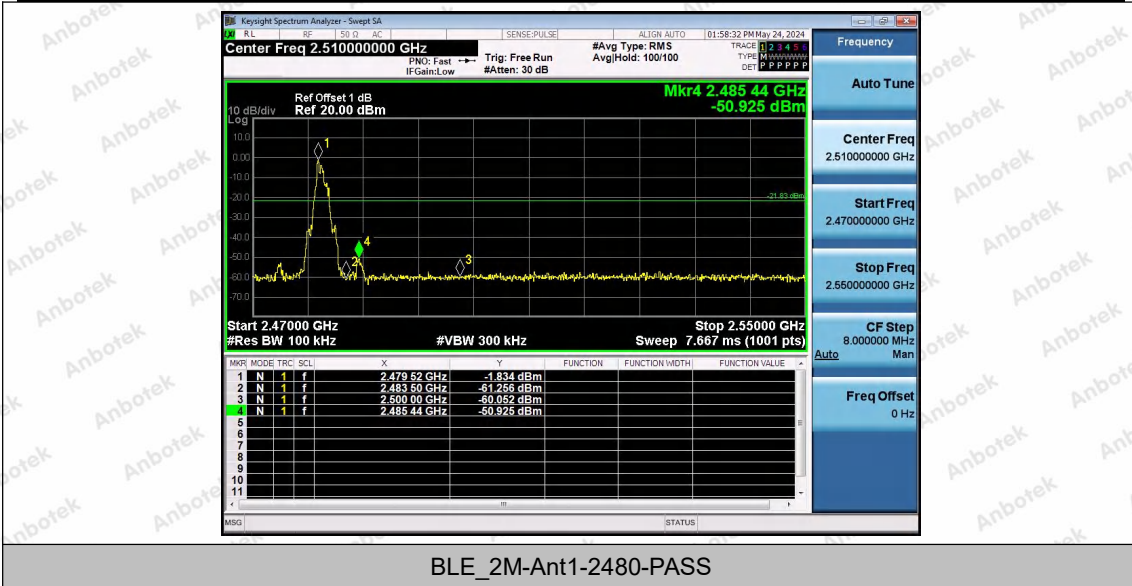 Keysight Spectrum Analyzer - Swept SA
LXI RL RF 50 Ω AC SENSE:PULSE ALIGN AUTO 01:58:32 PM May 24, 2024
Center Freq 2.510000000 GHz
PNO: Fast
IFGain:Low
Trig: Free Run
#Atten: 30 dB
#Avg Type: RMS
Avg|Hold: 100/100
TRACE 1 2 3 4 5 6
TYPE M WWWWW
DET P P P P P P
Mkr4 2.485 44 GHz
-50.925 dBm
Ref Offset 1 dB
10 dB/div Ref 20.00 dBm
Log
10.0
0.00
-10.0
-20.0
-30.0
-40.0
-50.0
-60.0
-70.0
-21.83 dBm
1
2
3
4
Start 2.47000 GHz Stop 2.55000 GHz
#Res BW 100 kHz #VBW 300 kHz Sweep 7.667 ms (1001 pts)
MKR MODE TRC SCL X Y FUNCTION FUNCTION WIDTH FUNCTION VALUE
1 N 1 f 2.479 52 GHz -1.834 dBm
2 N 1 f 2.483 50 GHz -61.256 dBm
3 N 1 f 2.500 00 GHz -60.052 dBm
4 N 1 f 2.485 44 GHz -50.925 dBm
5
6
7
8
9
10
11
MSG STATUS
Frequency
Auto Tune
Center Freq
2.510000000 GHz
Start Freq
2.470000000 GHz
Stop Freq
2.550000000 GHz
CF Step
8.000000 MHz
Auto Man
Freq Offset
0 Hz
BLE_2M-Ant1-2480-PASS
Anbotek